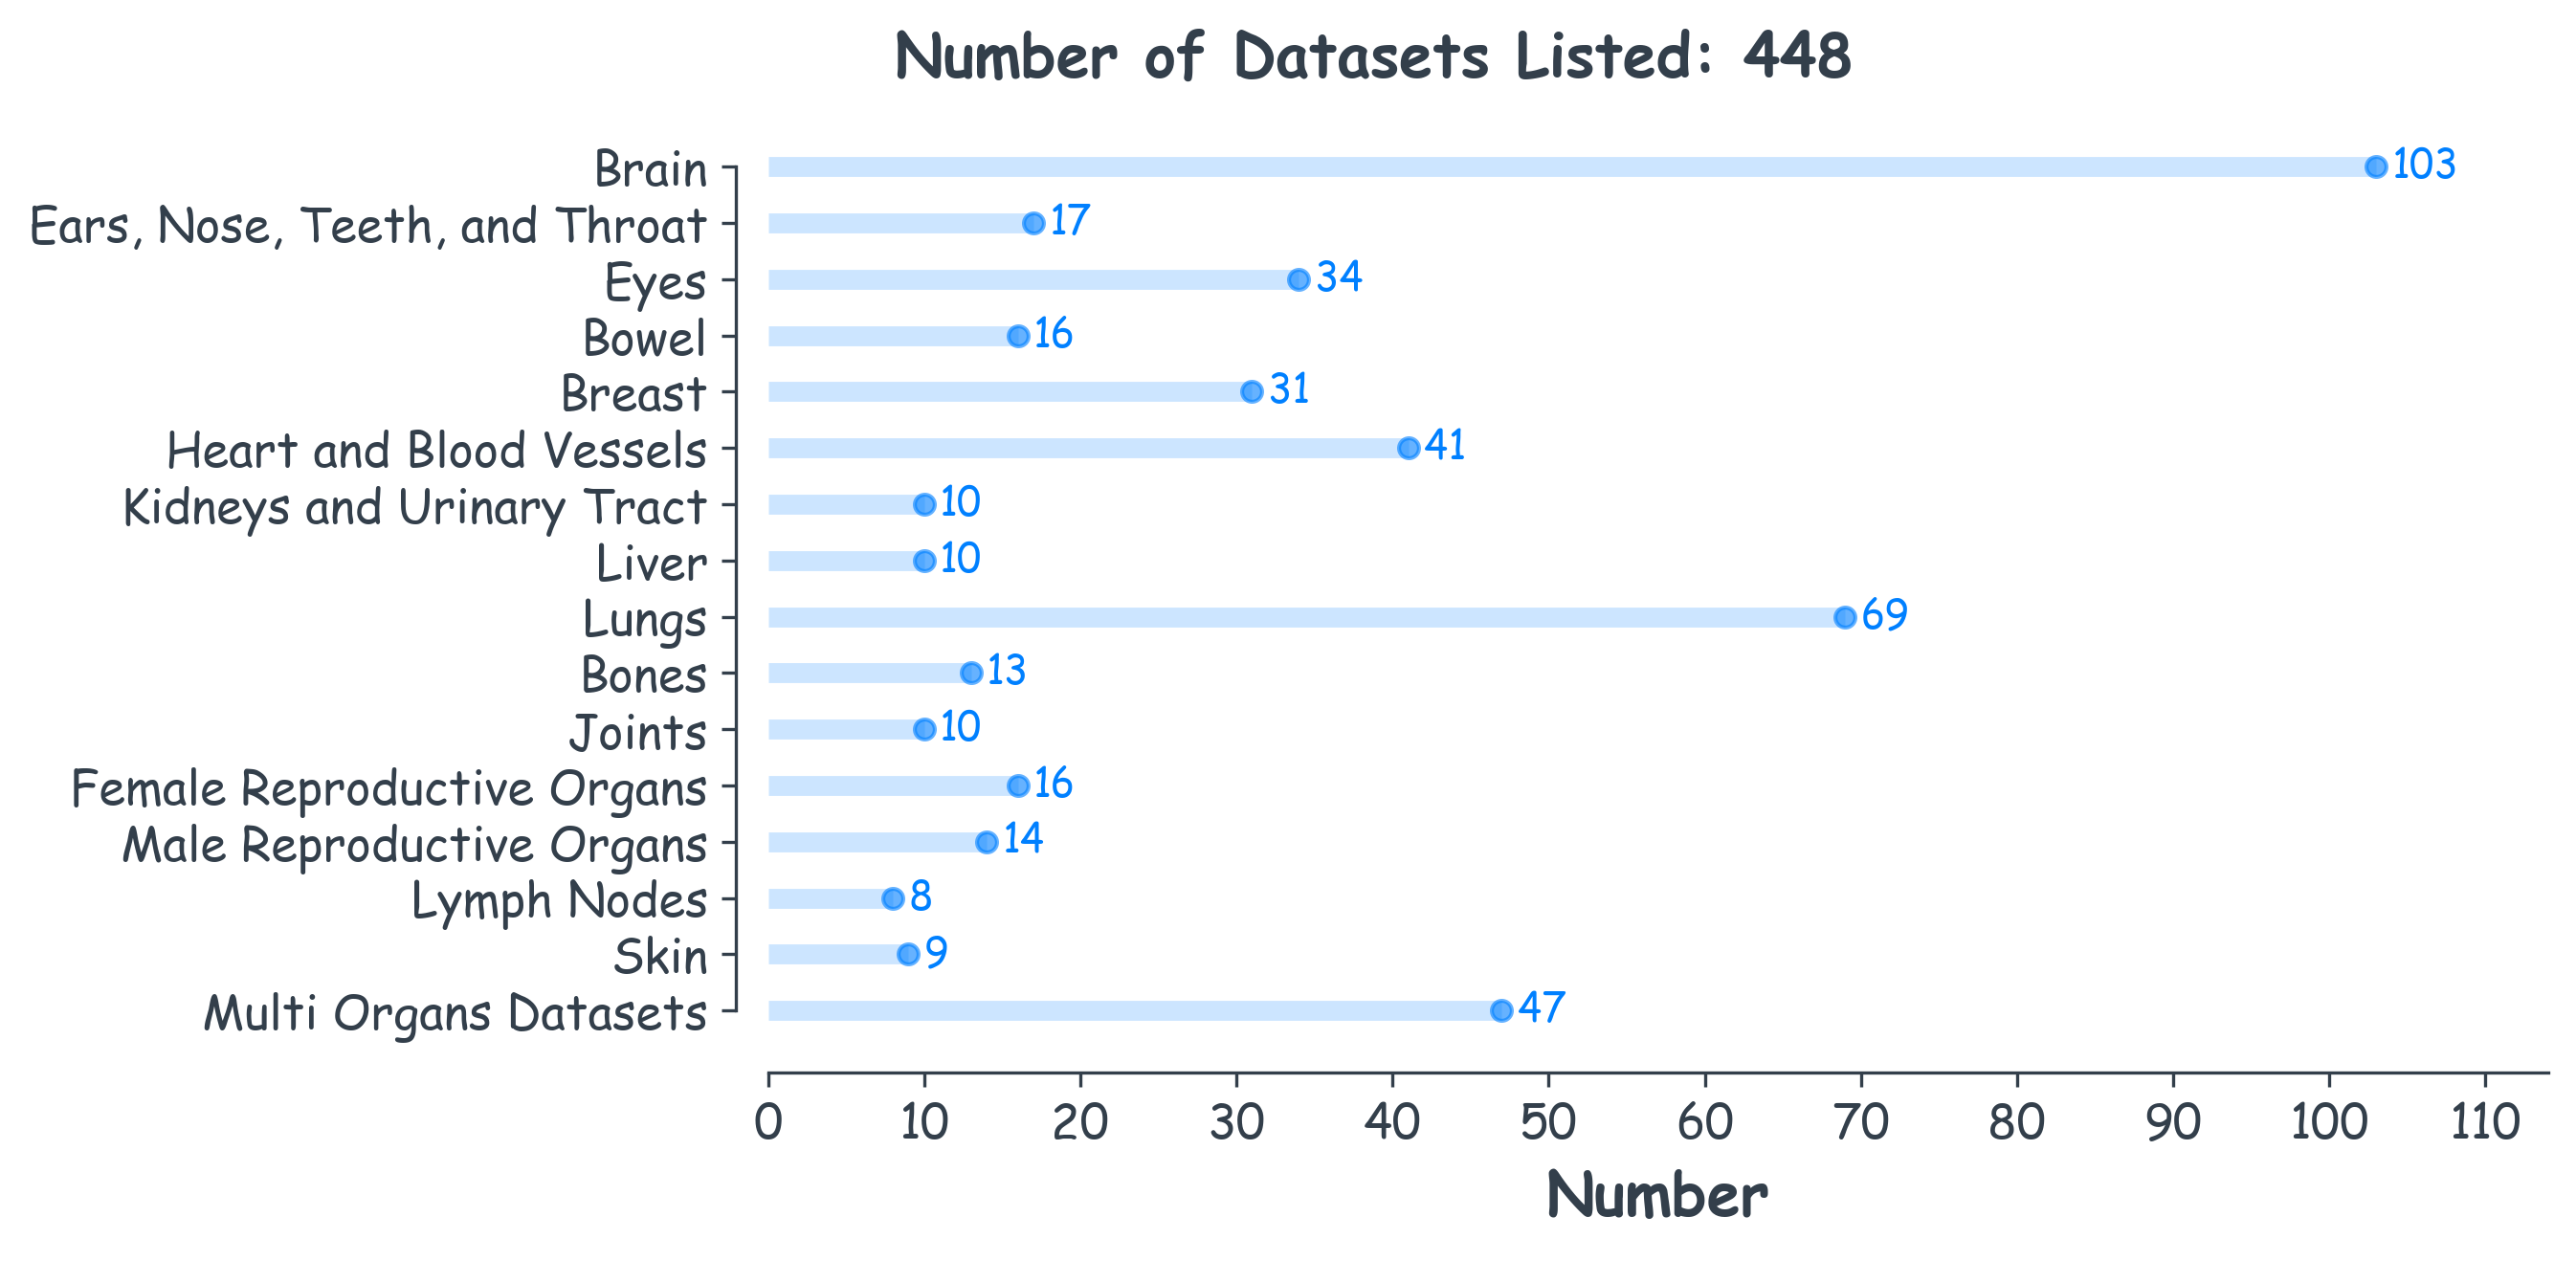 Number of Datasets Listed: 448
Brain 103
Ears, Nose, Teeth, and Throat 17
Eyes 34
Bowel 16
Breast 31
Heart and Blood Vessels 41
Kidneys and Urinary Tract 10
Liver 10
Lungs 69
Bones 13
Joints 10
Female Reproductive Organs 16
Male Reproductive Organs 14
Lymph Nodes 8
Skin 9
Multi Organs Datasets 47
0 10 20 30 40 50 60 70 80 90 100 110
Number